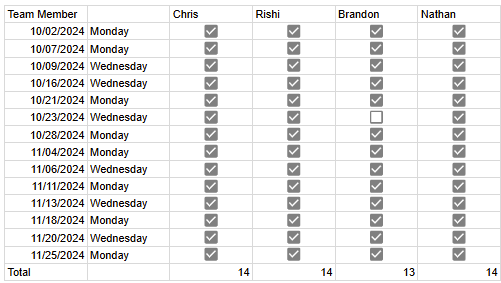 Team Member Chris Rishi Brandon Nathan
10/02/2024 Monday
10/07/2024 Monday
10/09/2024 Wednesday
10/16/2024 Wednesday
10/21/2024 Monday
10/23/2024 Wednesday
10/28/2024 Monday
11/04/2024 Monday
11/06/2024 Wednesday
11/11/2024 Monday
11/13/2024 Wednesday
11/18/2024 Monday
11/20/2024 Wednesday
11/25/2024 Monday
Total 14 14 13 14